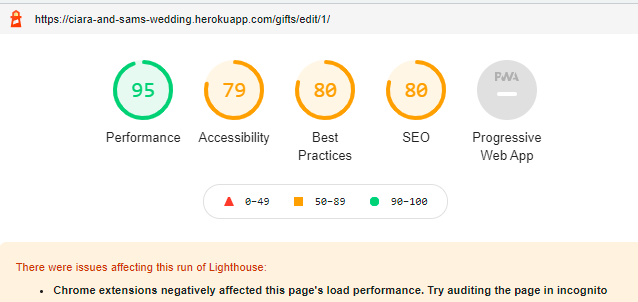 https://ciara-and-sams-wedding.herokuapp.com/gifts/edit/1/
95 79 80 80 PWA
Performance Accessibility Best Practices SEO Progressive Web App
0–49 50–89 90–100
There were issues affecting this run of Lighthouse:
• Chrome extensions negatively affected this page's load performance. Try auditing the page in incognito